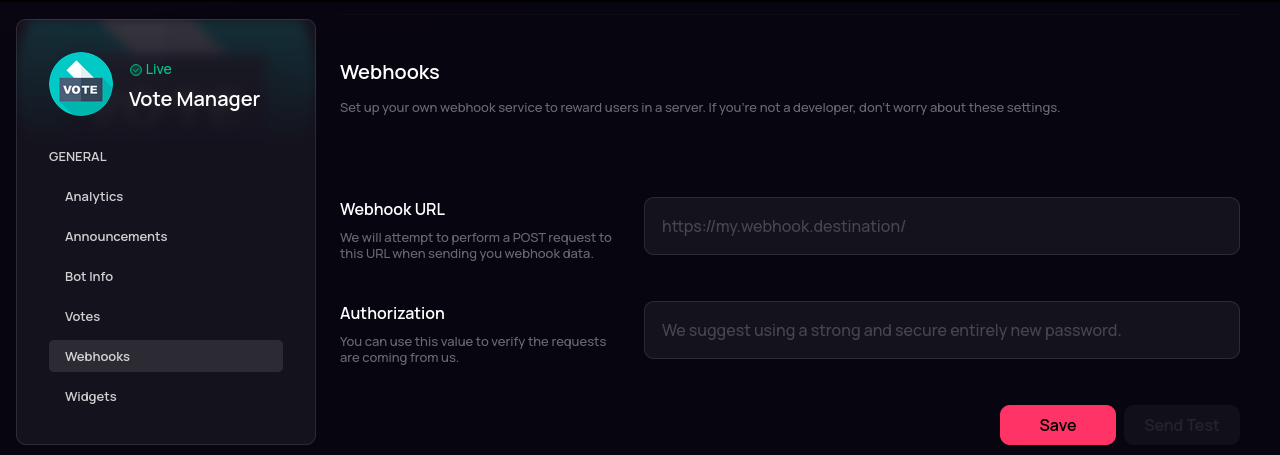 VOTE
Live
Vote Manager
GENERAL
Analytics
Announcements
Bot Info
Votes
Webhooks
Widgets
Webhooks
Set up your own webhook service to reward users in a server. If you're not a developer, don't worry about these settings.
Webhook URL
We will attempt to perform a POST request to
this URL when sending you webhook data.
https://my.webhook.destination/
Authorization
You can use this value to verify the requests
are coming from us.
We suggest using a strong and secure entirely new password.
Save
Send Test